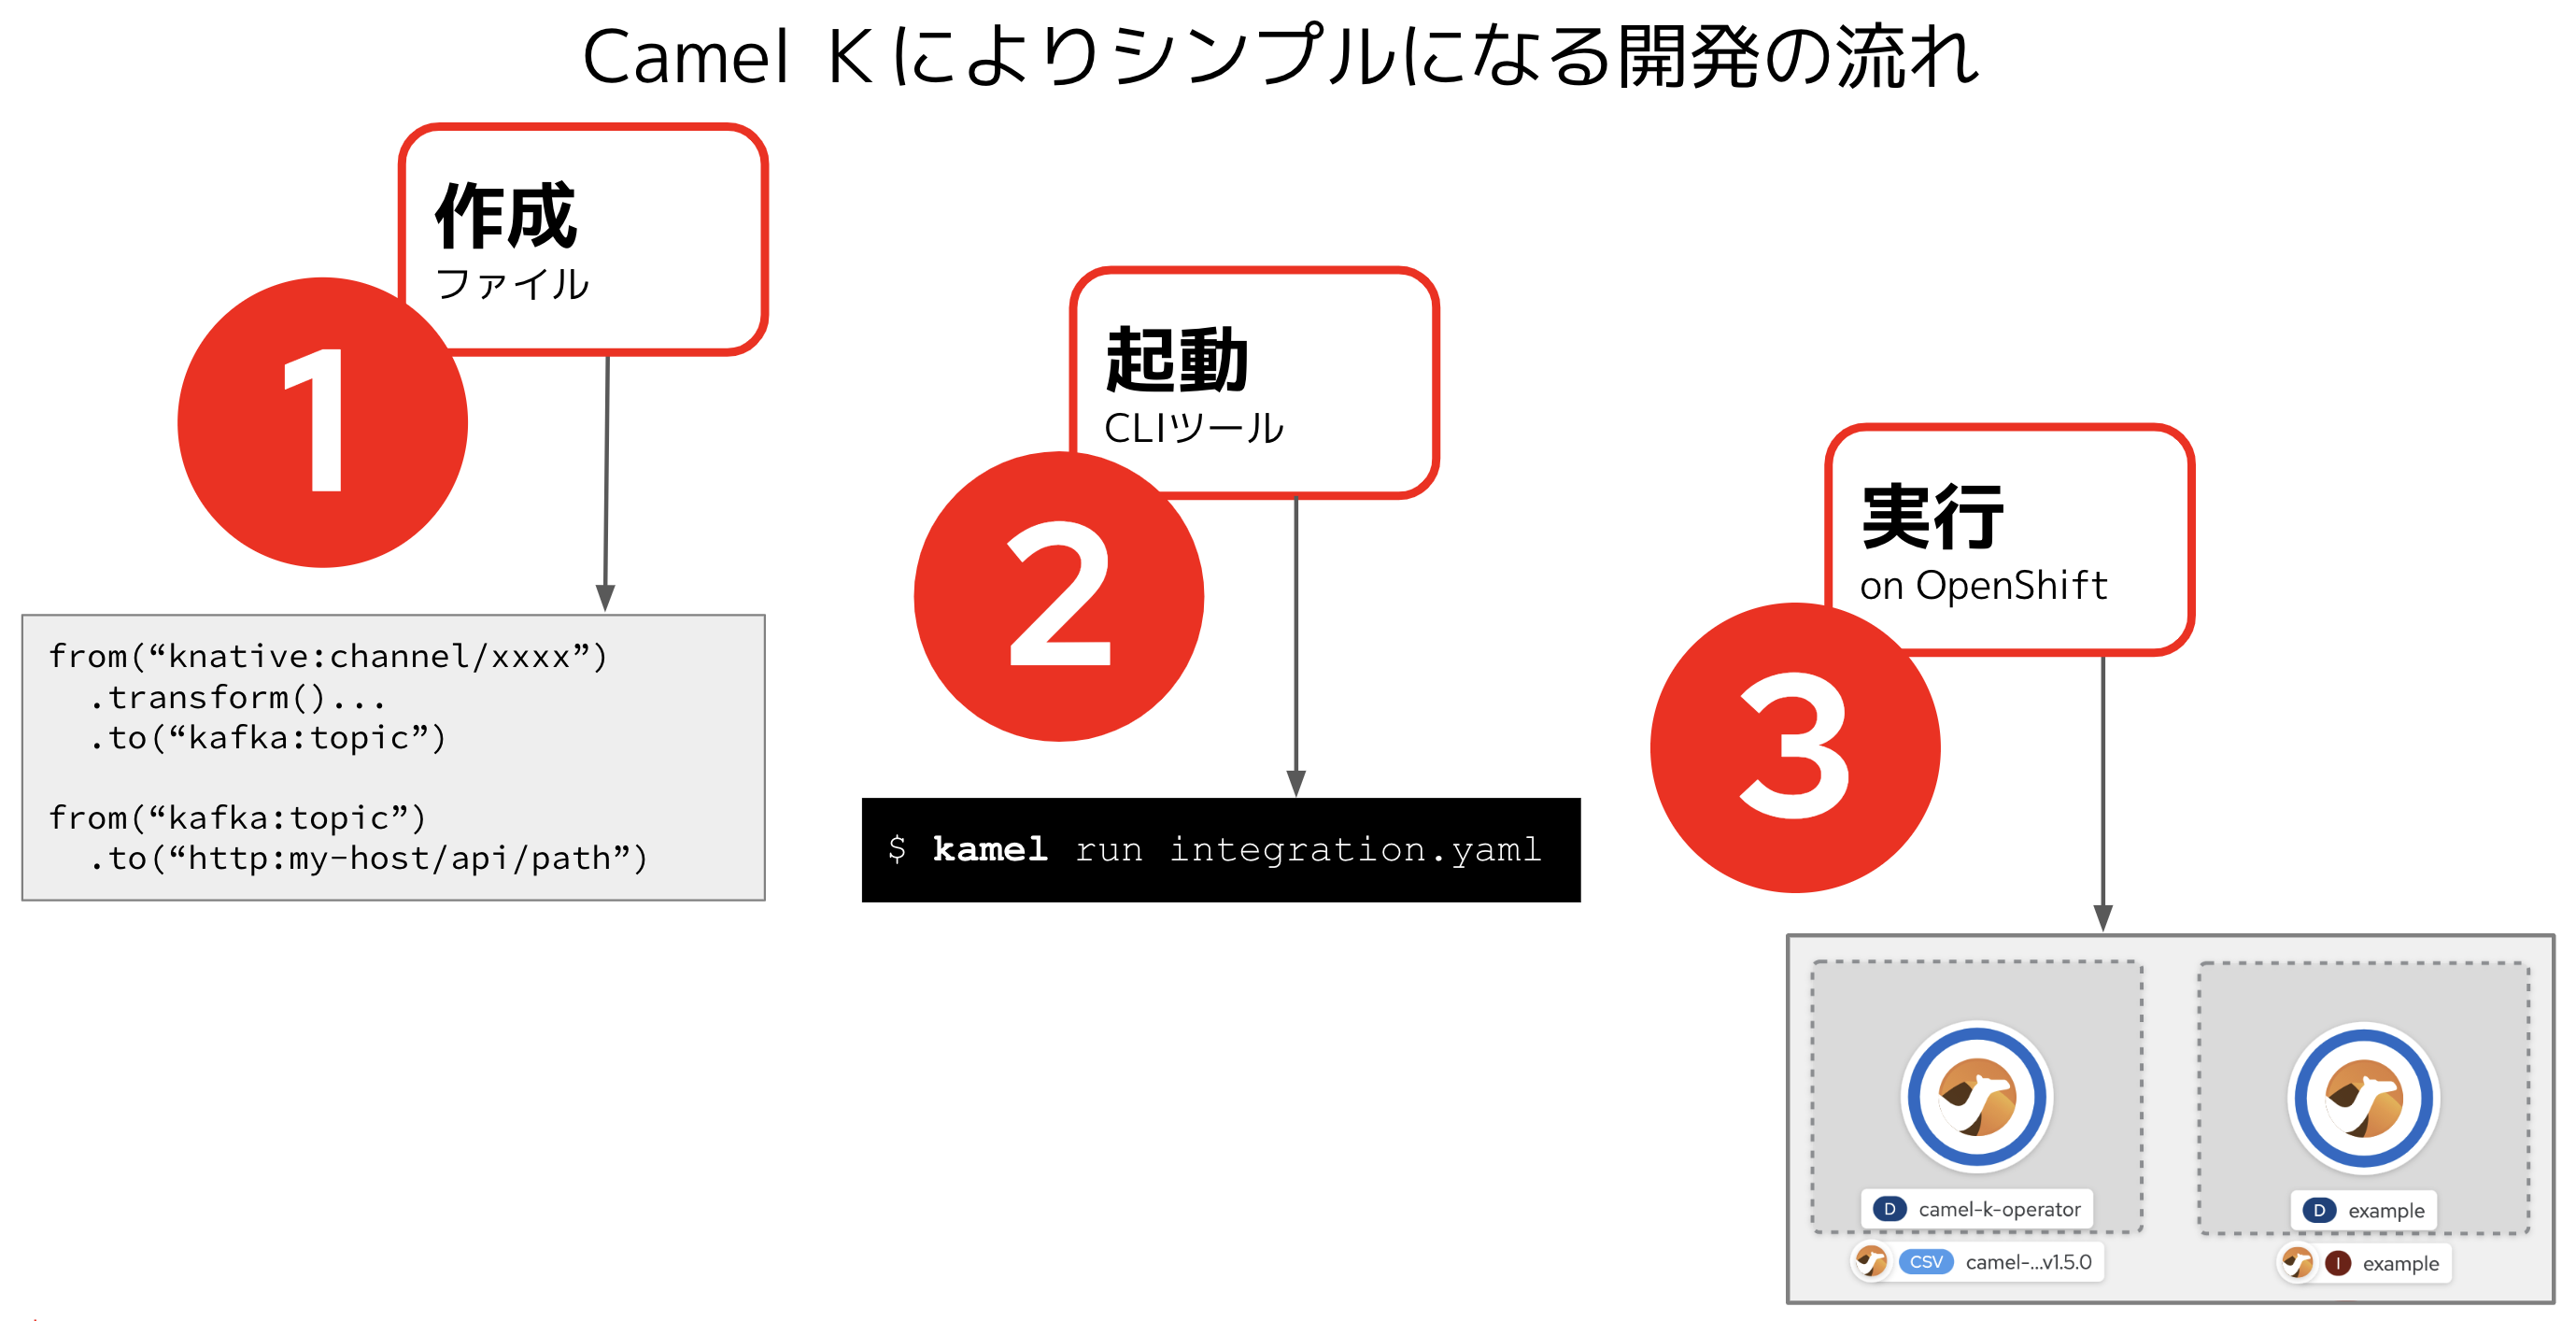 Camel Kによりシンプルになる開発の流れ
作成
ファイル
1
from(“knative:channel/xxxx”)
  .transform()...
  .to(“kafka:topic”)
from(“kafka:topic”)
  .to(“http:my-host/api/path”)
起動
CLIツール
2
$ kamel run integration.yaml
実行
on OpenShift
3
D camel-k-operator
CSV camel-...v1.5.0
D example
I example